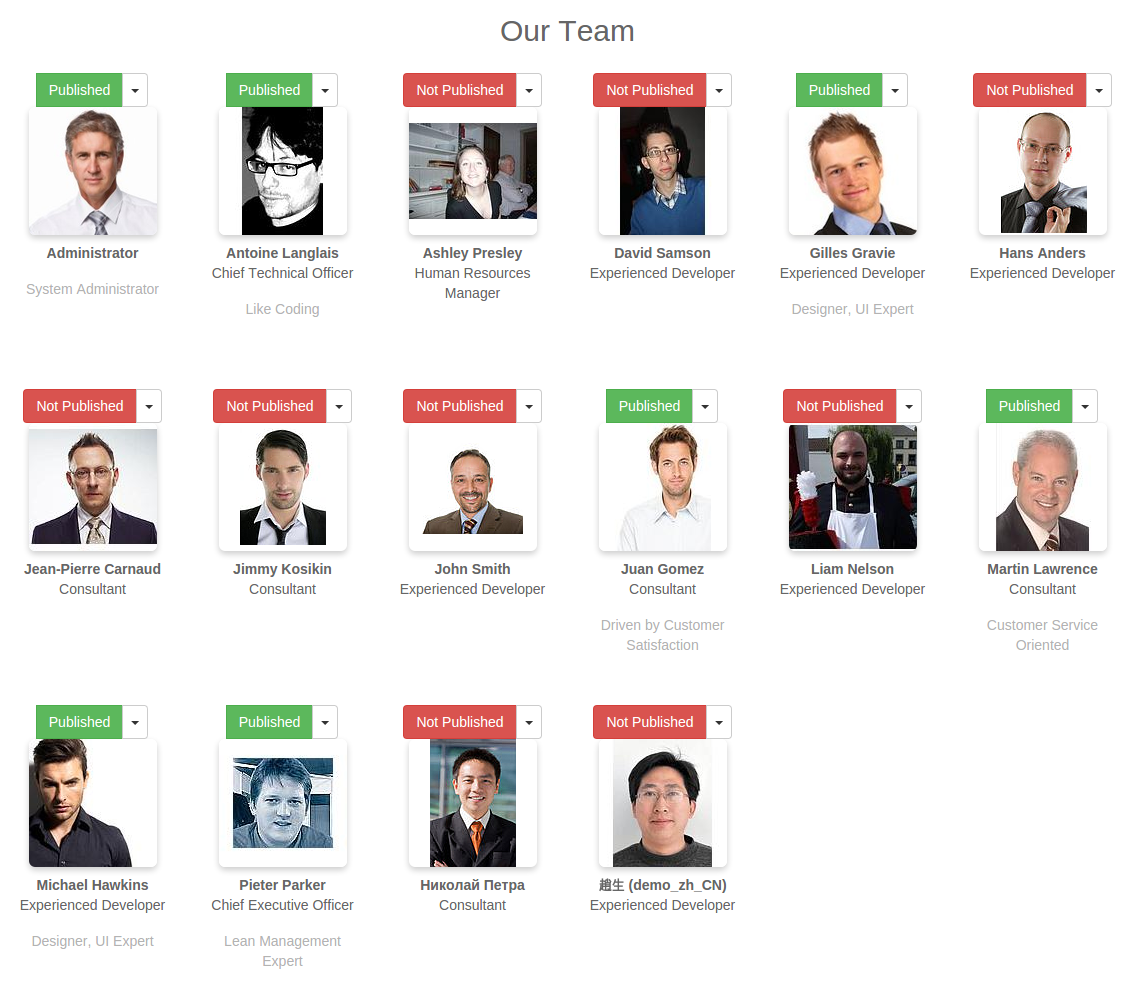 Our Team
Published
Published
Not Published
Not Published
Published
Not Published
Administrator
System Administrator
Antoine Langlais
Chief Technical Officer
Like Coding
Ashley Presley
Human Resources
Manager
David Samson
Experienced Developer
Gilles Gravie
Experienced Developer
Designer, UI Expert
Hans Anders
Experienced Developer
Not Published
Not Published
Not Published
Published
Not Published
Published
Jean-Pierre Carnaud
Consultant
Jimmy Kosikin
Consultant
John Smith
Experienced Developer
Juan Gomez
Consultant
Driven by Customer
Satisfaction
Liam Nelson
Experienced Developer
Martin Lawrence
Consultant
Customer Service
Oriented
Published
Published
Not Published
Not Published
Michael Hawkins
Experienced Developer
Designer, UI Expert
Pieter Parker
Chief Executive Officer
Lean Management
Expert
Николай Петра
Consultant
趙生 (demo_zh_CN)
Experienced Developer